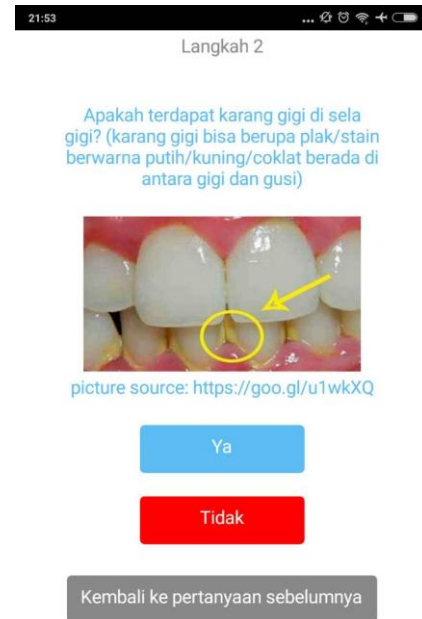 21:53
...
Langkah 2
Apakah terdapat karang gigi di sela
gigi? (karang gigi bisa berupa plak/stain
berwarna putih/kuning/coklat berada di
antara gigi dan gusi)
picture source: https://goo.gl/u1wkXQ
Ya
Tidak
Kembali ke pertanyaan sebelumnya